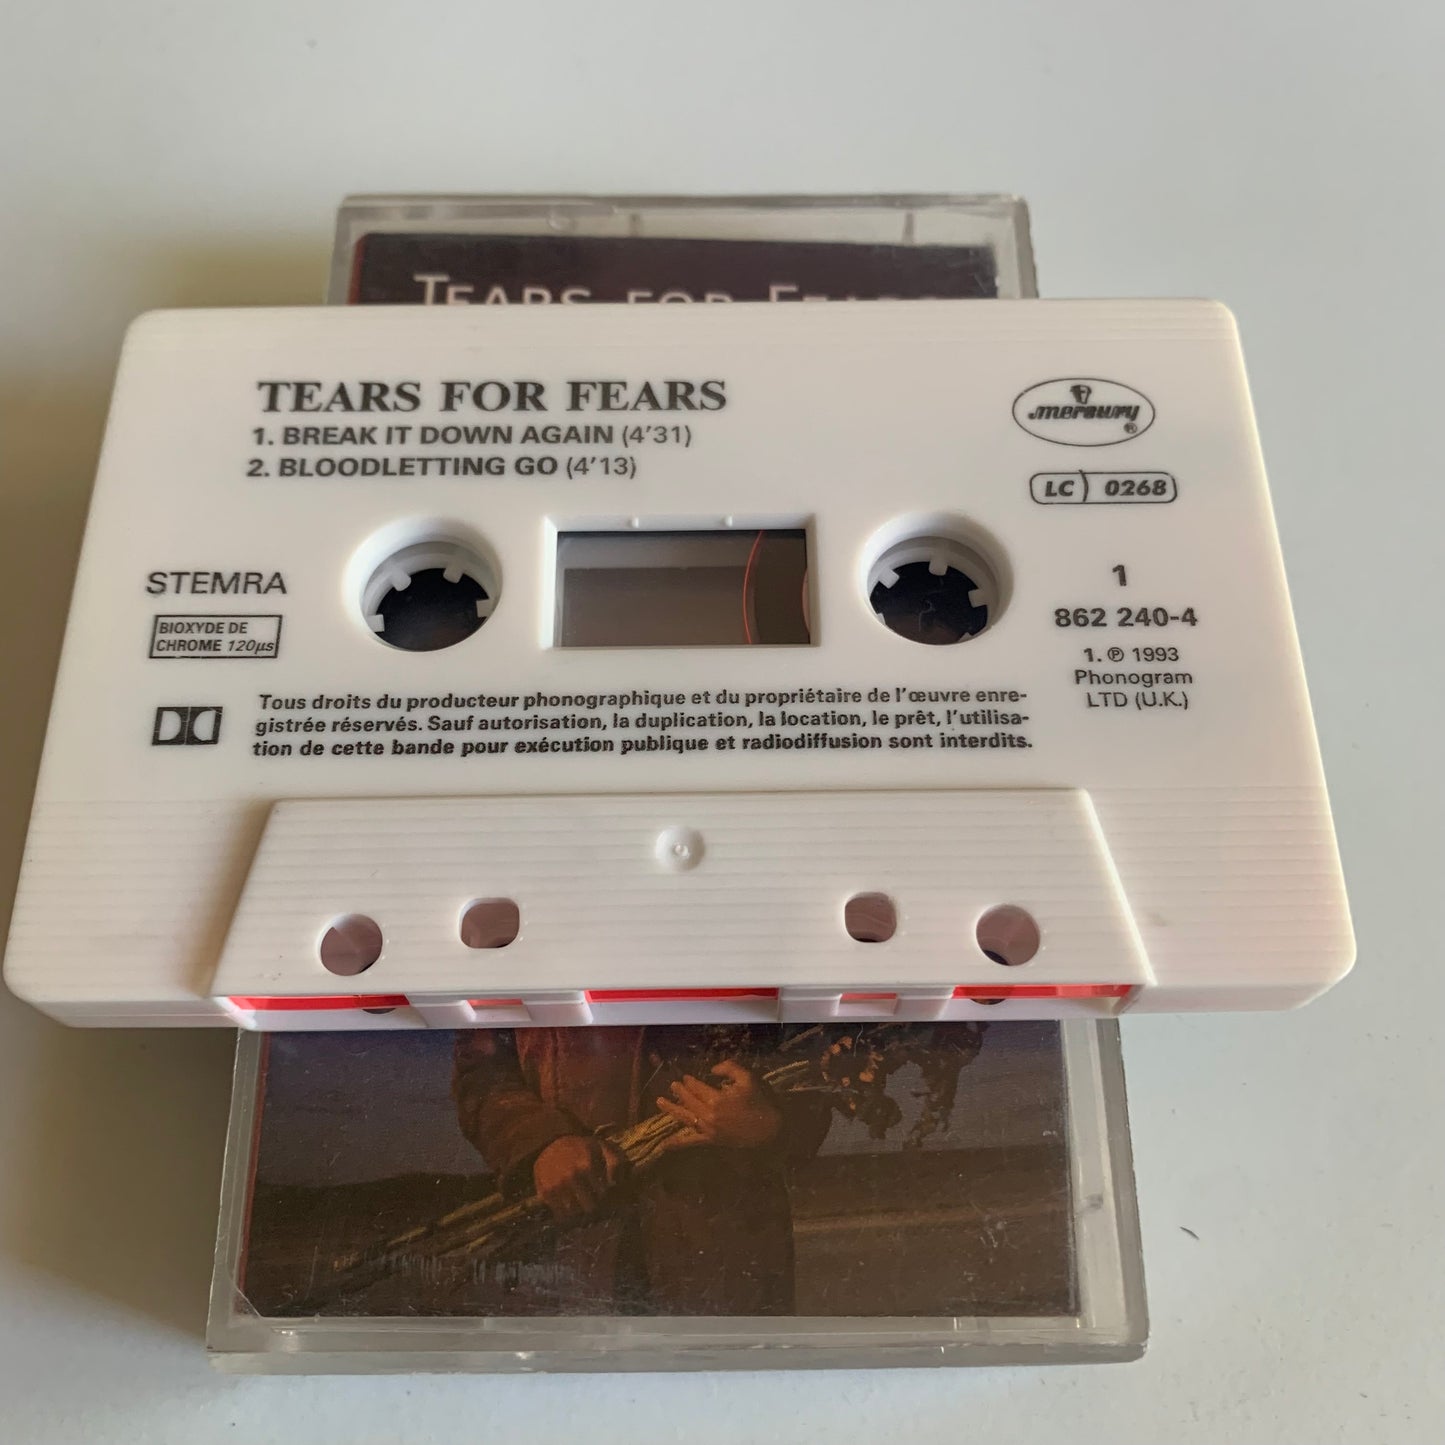 TEARS FOR FEARS
TEARS FOR FEARS
1. BREAK IT DOWN AGAIN (4'31)
2. BLOODLETTING GO (4'13)
mercury ®
LC 0268
STEMRA
BIOXYDE DE
CHROME 120µs
1
862 240-4
1. ℗ 1993
Phonogram
LTD (U.K.)
Tous droits du producteur phonographique et du propriétaire de l'œuvre enre-
gistrée réservés. Sauf autorisation, la duplication, la location, le prêt, l'utilisa-
tion de cette bande pour exécution publique et radiodiffusion sont interdits.